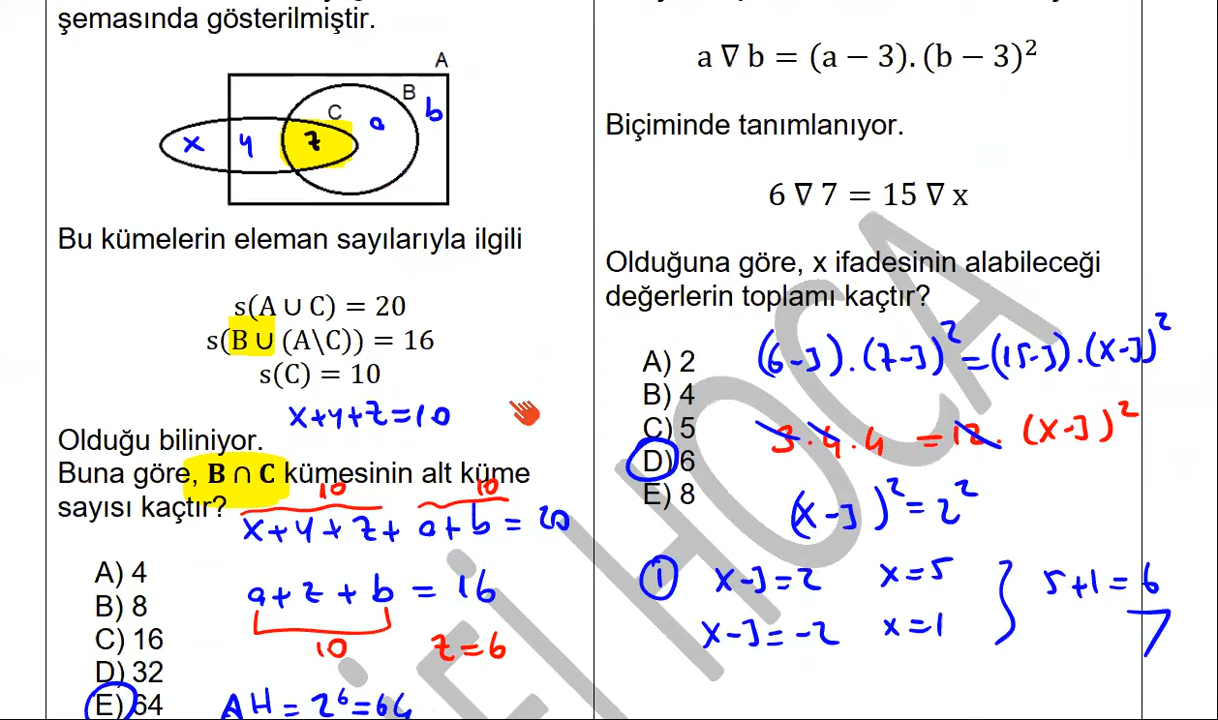 şemasında gösterilmiştir.
A
B
C
x
y
z
a
b
Bu kümelerin eleman sayılarıyla ilgili
s(A ∪ C) = 20
s(B ∪ (A\C)) = 16
s(C) = 10
x+y+z=10
Olduğu biliniyor.
Buna göre, B ∩ C kümesinin alt küme
sayısı kaçtır?
10 10
x+y+z+a+b=20
A) 4
B) 8
C) 16
D) 32
E) 64
a+z+b=16
10 z=6
AH=2⁶=64
a ∇ b = (a − 3). (b − 3)²
Biçiminde tanımlanıyor.
6 ∇ 7 = 15 ∇ x
Olduğuna göre, x ifadesinin alabileceği
değerlerin toplamı kaçtır?
A) 2
B) 4
C) 5
D) 6
E) 8
(6-3).(7-3)²=(15-3).(x-3)²
3.4.4=12.(x-3)²
(x-3)²=2²
1 x-3=2 x=5
x-3=-2 x=1
5+1=6
EİHOCA